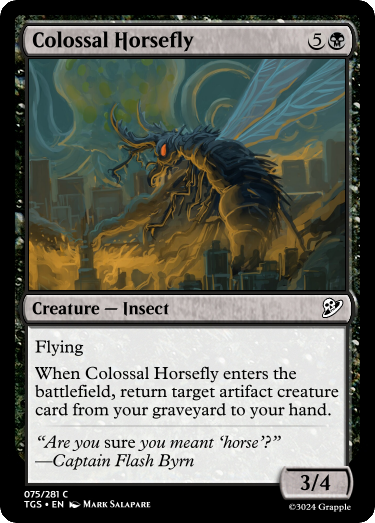 Colossal Horsefly 5
Creature — Insect
Flying
When Colossal Horsefly enters the
battlefield, return target artifact creature
card from your graveyard to your hand.
“Are you sure you meant ‘horse’?”
—Captain Flash Byrn
3/4
075/281 C
TGS • EN Mark Salapare
©3024 Grapple